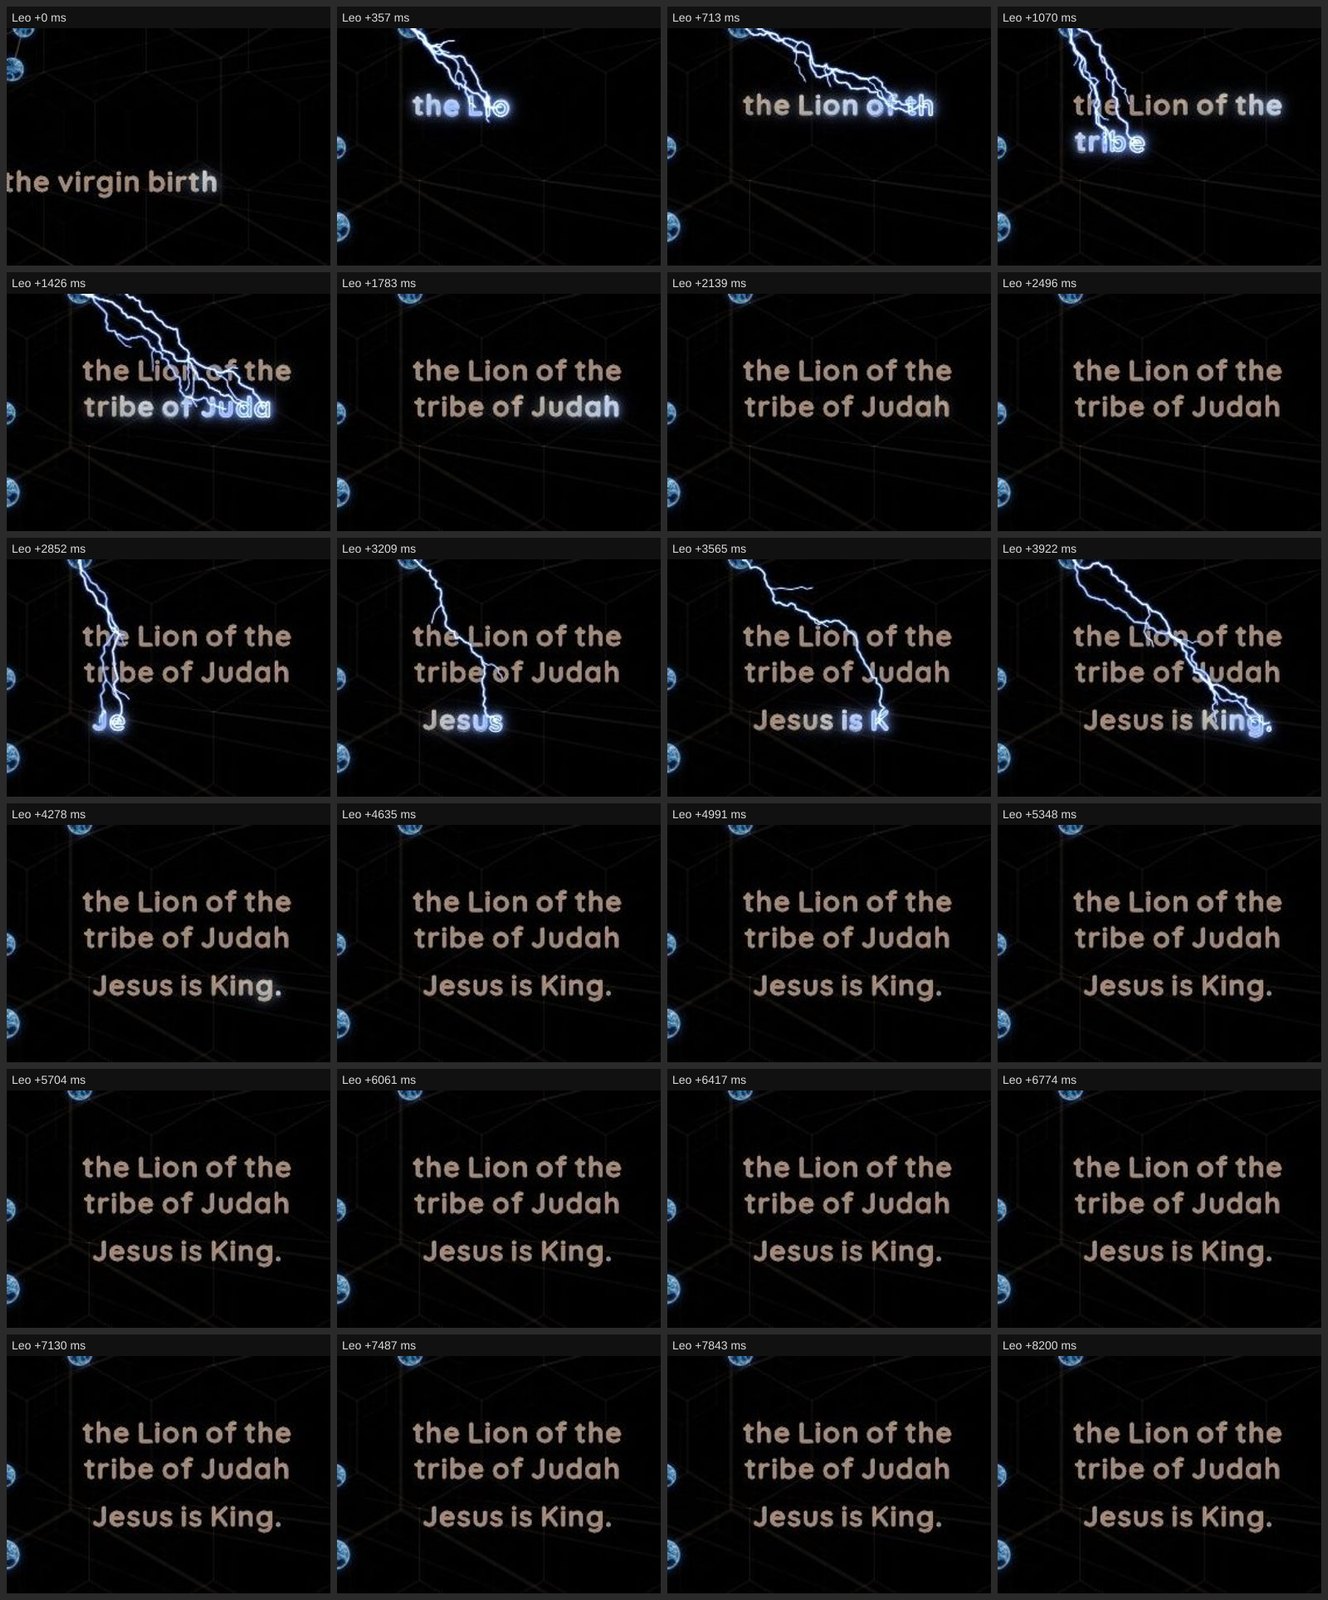 Leo +0 ms
the virgin birth
Leo +357 ms
the Lio
Leo +713 ms
the Lion of th
Leo +1070 ms
the Lion of the
tribe
Leo +1426 ms
the Lion of the
tribe of Juda
Leo +1783 ms
the Lion of the
tribe of Judah
Leo +2139 ms
the Lion of the
tribe of Judah
Leo +2496 ms
the Lion of the
tribe of Judah
Leo +2852 ms
the Lion of the
tribe of Judah
Je
Leo +3209 ms
the Lion of the
tribe of Judah
Jesus
Leo +3565 ms
the Lion of the
tribe of Judah
Jesus is K
Leo +3922 ms
the Lion of the
tribe of Judah
Jesus is King.
Leo +4278 ms
the Lion of the
tribe of Judah
Jesus is King.
Leo +4635 ms
the Lion of the
tribe of Judah
Jesus is King.
Leo +4991 ms
the Lion of the
tribe of Judah
Jesus is King.
Leo +5348 ms
the Lion of the
tribe of Judah
Jesus is King.
Leo +5704 ms
the Lion of the
tribe of Judah
Jesus is King.
Leo +6061 ms
the Lion of the
tribe of Judah
Jesus is King.
Leo +6417 ms
the Lion of the
tribe of Judah
Jesus is King.
Leo +6774 ms
the Lion of the
tribe of Judah
Jesus is King.
Leo +7130 ms
the Lion of the
tribe of Judah
Jesus is King.
Leo +7487 ms
the Lion of the
tribe of Judah
Jesus is King.
Leo +7843 ms
the Lion of the
tribe of Judah
Jesus is King.
Leo +8200 ms
the Lion of the
tribe of Judah
Jesus is King.